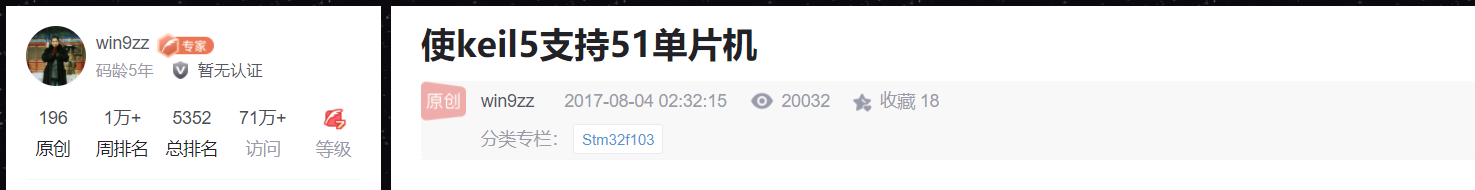 win9zz 专家
码龄5年 暂无认证
196 1万+ 5352 71万+
原创 周排名 总排名 访问 等级
使keil5支持51单片机
原创 win9zz 2017-08-04 02:32:15 20032 收藏 18
分类专栏： Stm32f103